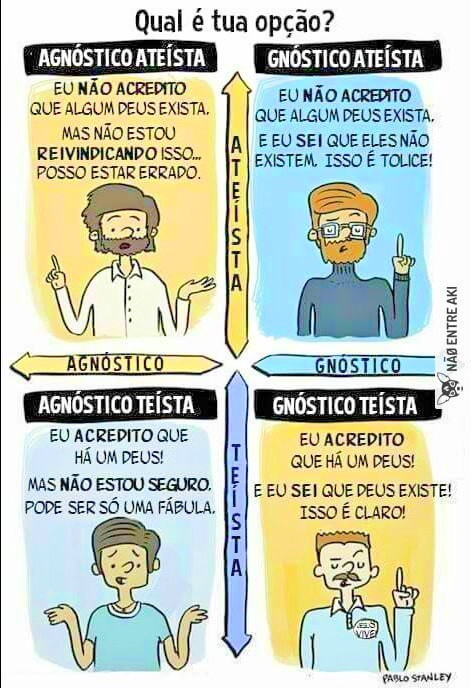 Qual é tua opção?
AGNÓSTICO ATEÍSTA
EU NÃO ACREDITO
QUE ALGUM DEUS EXISTA.
MAS NÃO ESTOU
REIVINDICANDO ISSO...
POSSO ESTAR ERRADO.
GNÓSTICO ATEÍSTA
EU NÃO ACREDITO
QUE ALGUM DEUS EXISTA.
E EU SEI QUE ELES NÃO
EXISTEM. ISSO É TOLICE!
ATEÍSTA
AGNÓSTICO
GNÓSTICO
NÃØ ENTRE AKI
AGNÓSTICO TEÍSTA
EU ACREDITO QUE
HÁ UM DEUS!
MAS NÃO ESTOU SEGURO.
PODE SER SÓ UMA FÁBULA.
TEÍSTA
GNÓSTICO TEÍSTA
EU ACREDITO
QUE HÁ UM DEUS!
E EU SEI QUE DEUS EXISTE!
ISSO É CLARO!
JESUS
VIVE!
PABLO STANLEY